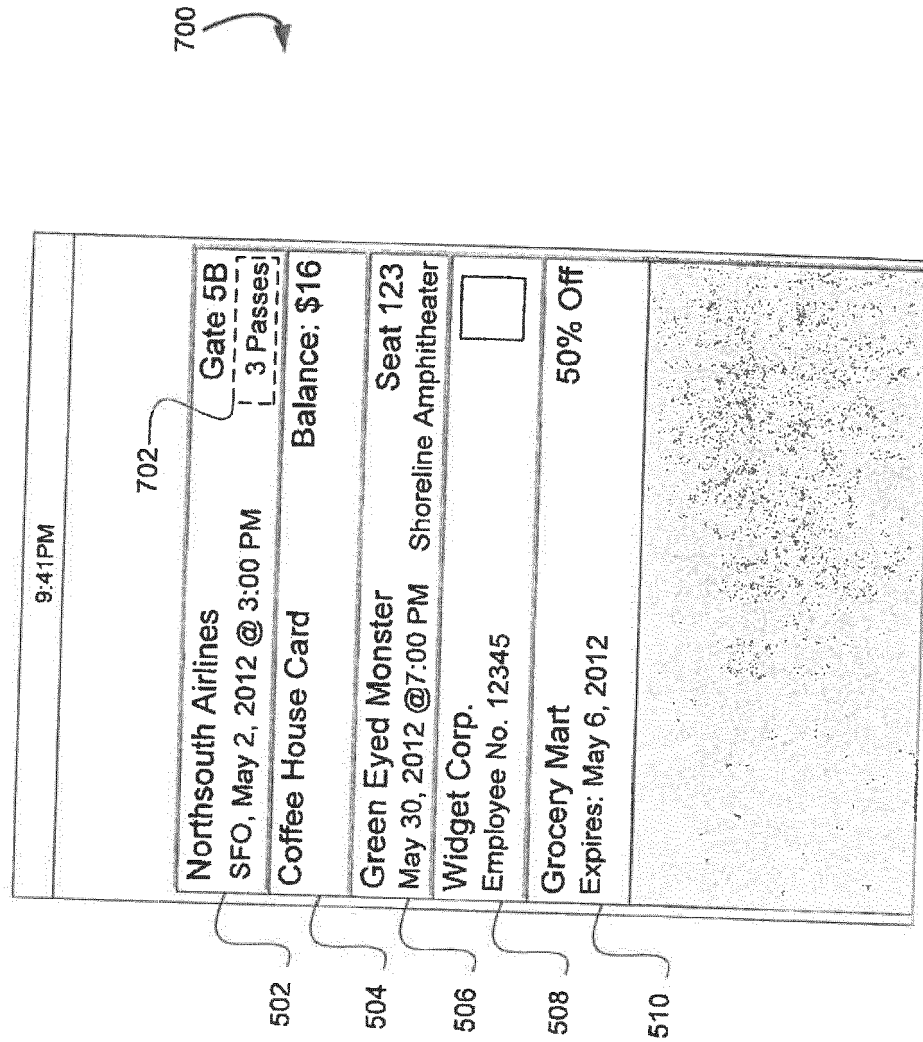 700
9:41PM
702
Northsouth Airlines Gate 5B
SFO, May 2, 2012 @ 3:00 PM 3 Passes
Coffee House Card Balance: $16
Green Eyed Monster Seat 123
May 30, 2012 @7:00 PM Shoreline Amphitheater
Widget Corp.
Employee No. 12345
Grocery Mart 50% Off
Expires: May 6, 2012
502
504
506
508
510